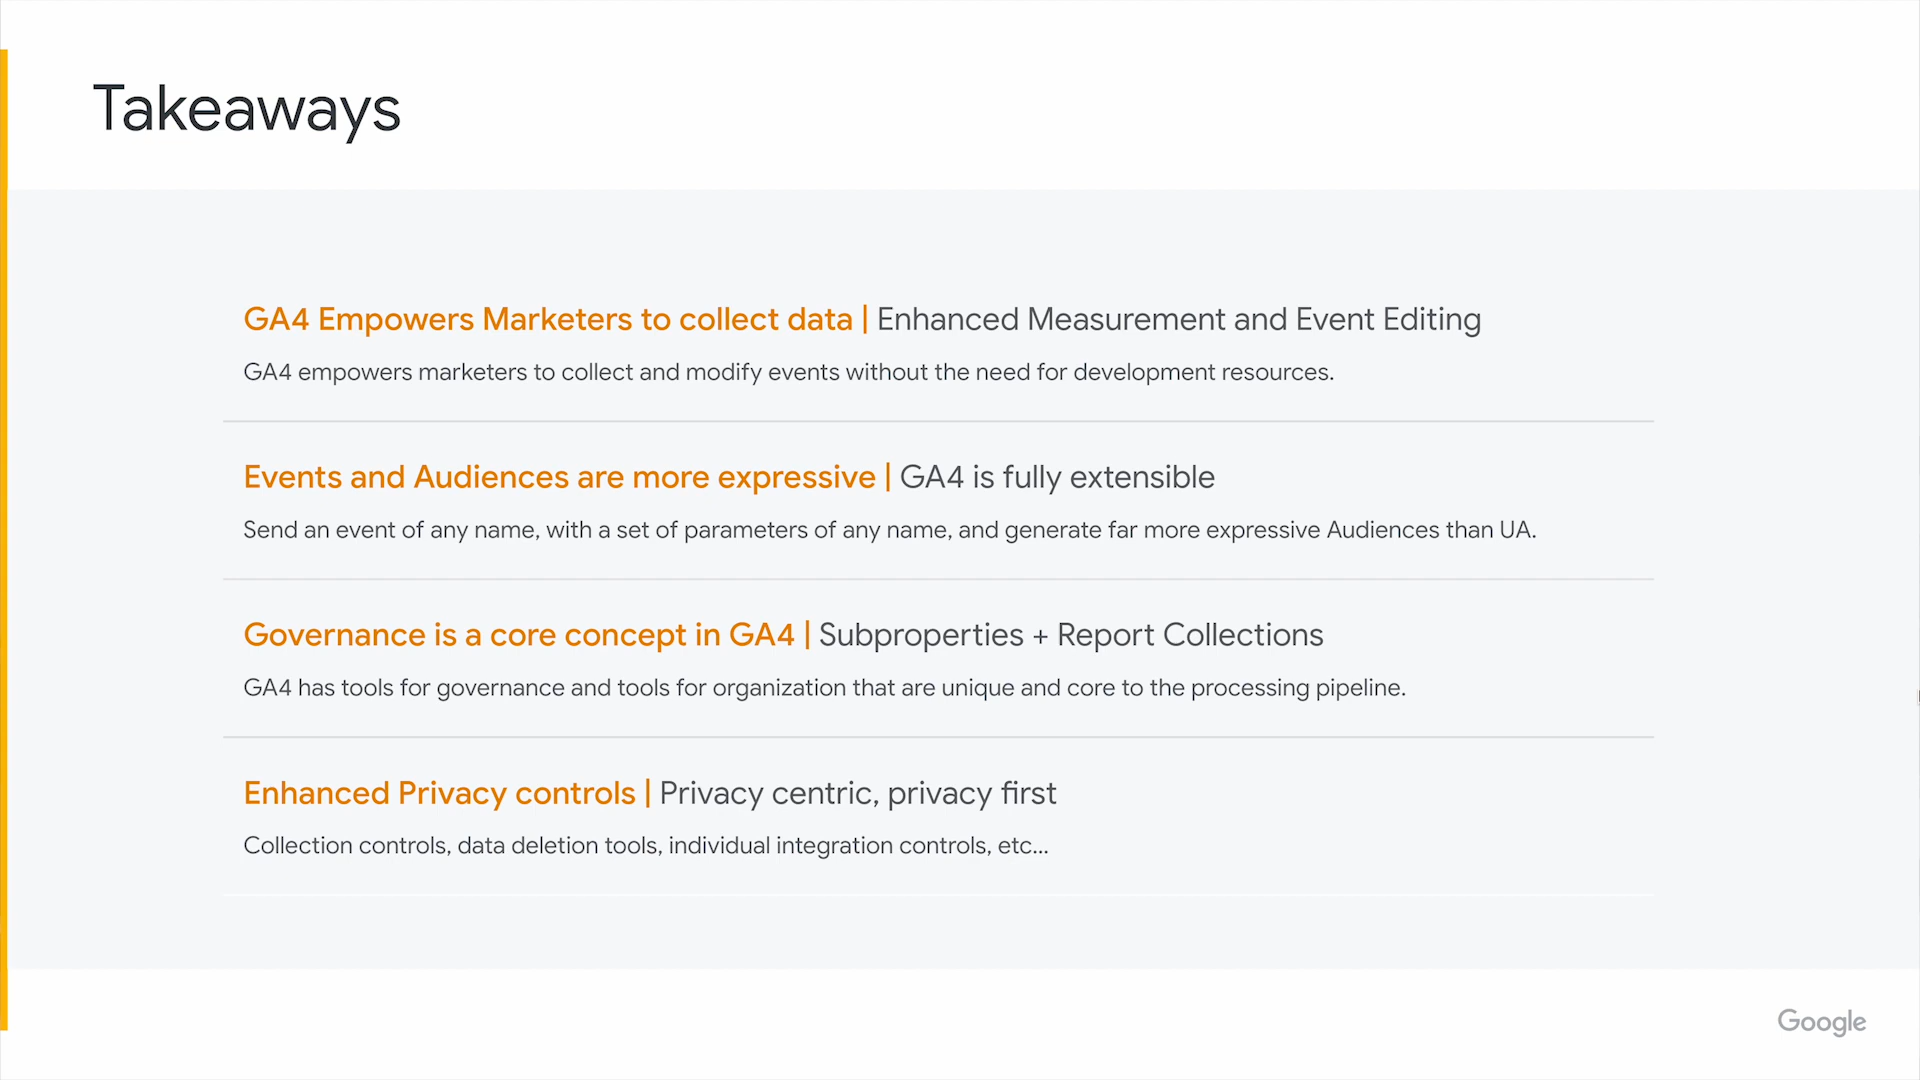 Takeaways
GA4 Empowers Marketers to collect data | Enhanced Measurement and Event Editing
GA4 empowers marketers to collect and modify events without the need for development resources.
Events and Audiences are more expressive | GA4 is fully extensible
Send an event of any name, with a set of parameters of any name, and generate far more expressive Audiences than UA.
Governance is a core concept in GA4 | Subproperties + Report Collections
GA4 has tools for governance and tools for organization that are unique and core to the processing pipeline.
Enhanced Privacy controls | Privacy centric, privacy first
Collection controls, data deletion tools, individual integration controls, etc...
Google